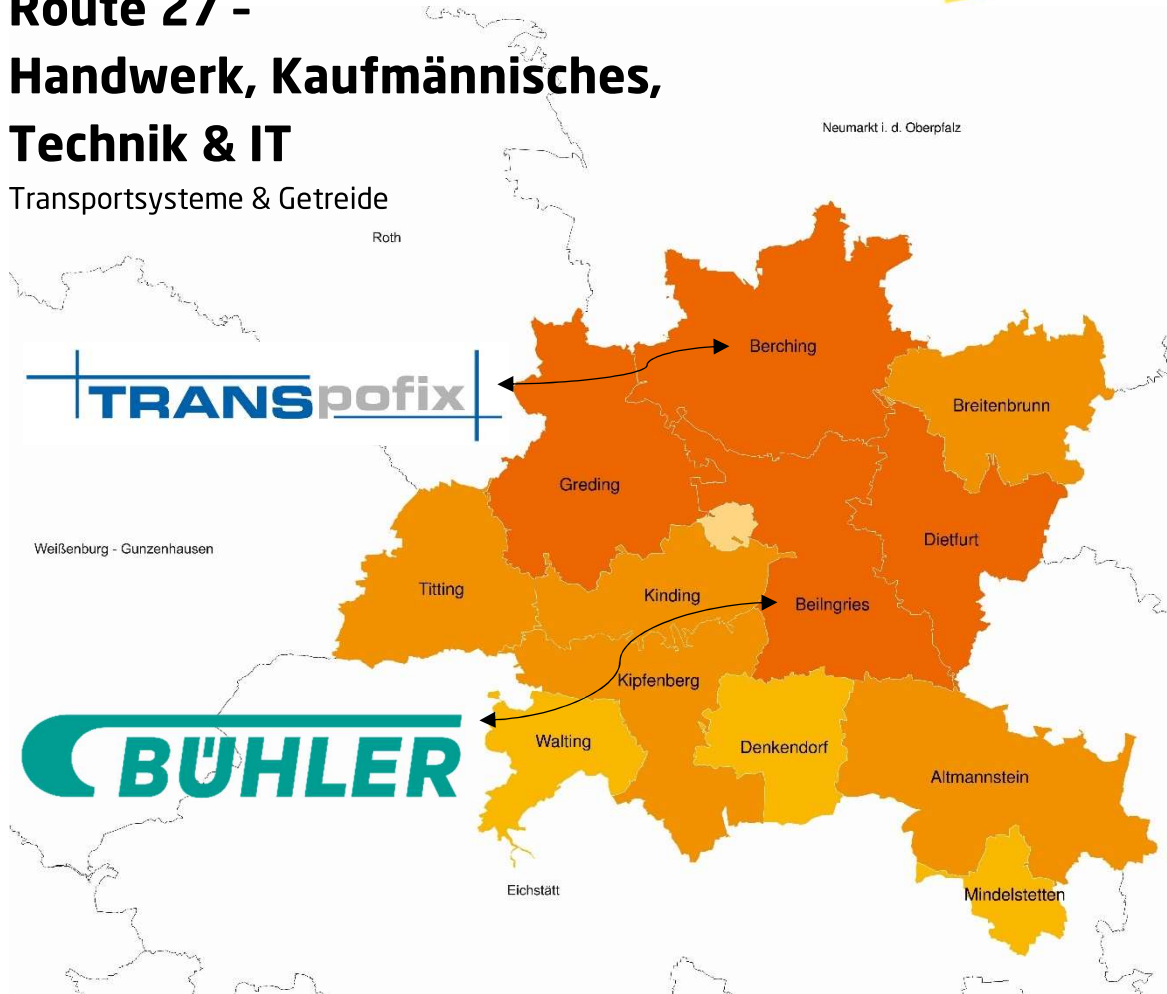 Route 27 –
Handwerk, Kaufmännisches,
Technik & IT
Transportsysteme & Getreide
Neumarkt i. d. Oberpfalz
Roth
Berching
TRANSpofix
Breitenbrunn
Greding
Dietfurt
Weißenburg - Gunzenhausen
Titting
Kinding
Beilngries
Kipfenberg
BÜHLER
Walting
Denkendorf
Altmannstein
Eichstätt
Mindelstetten